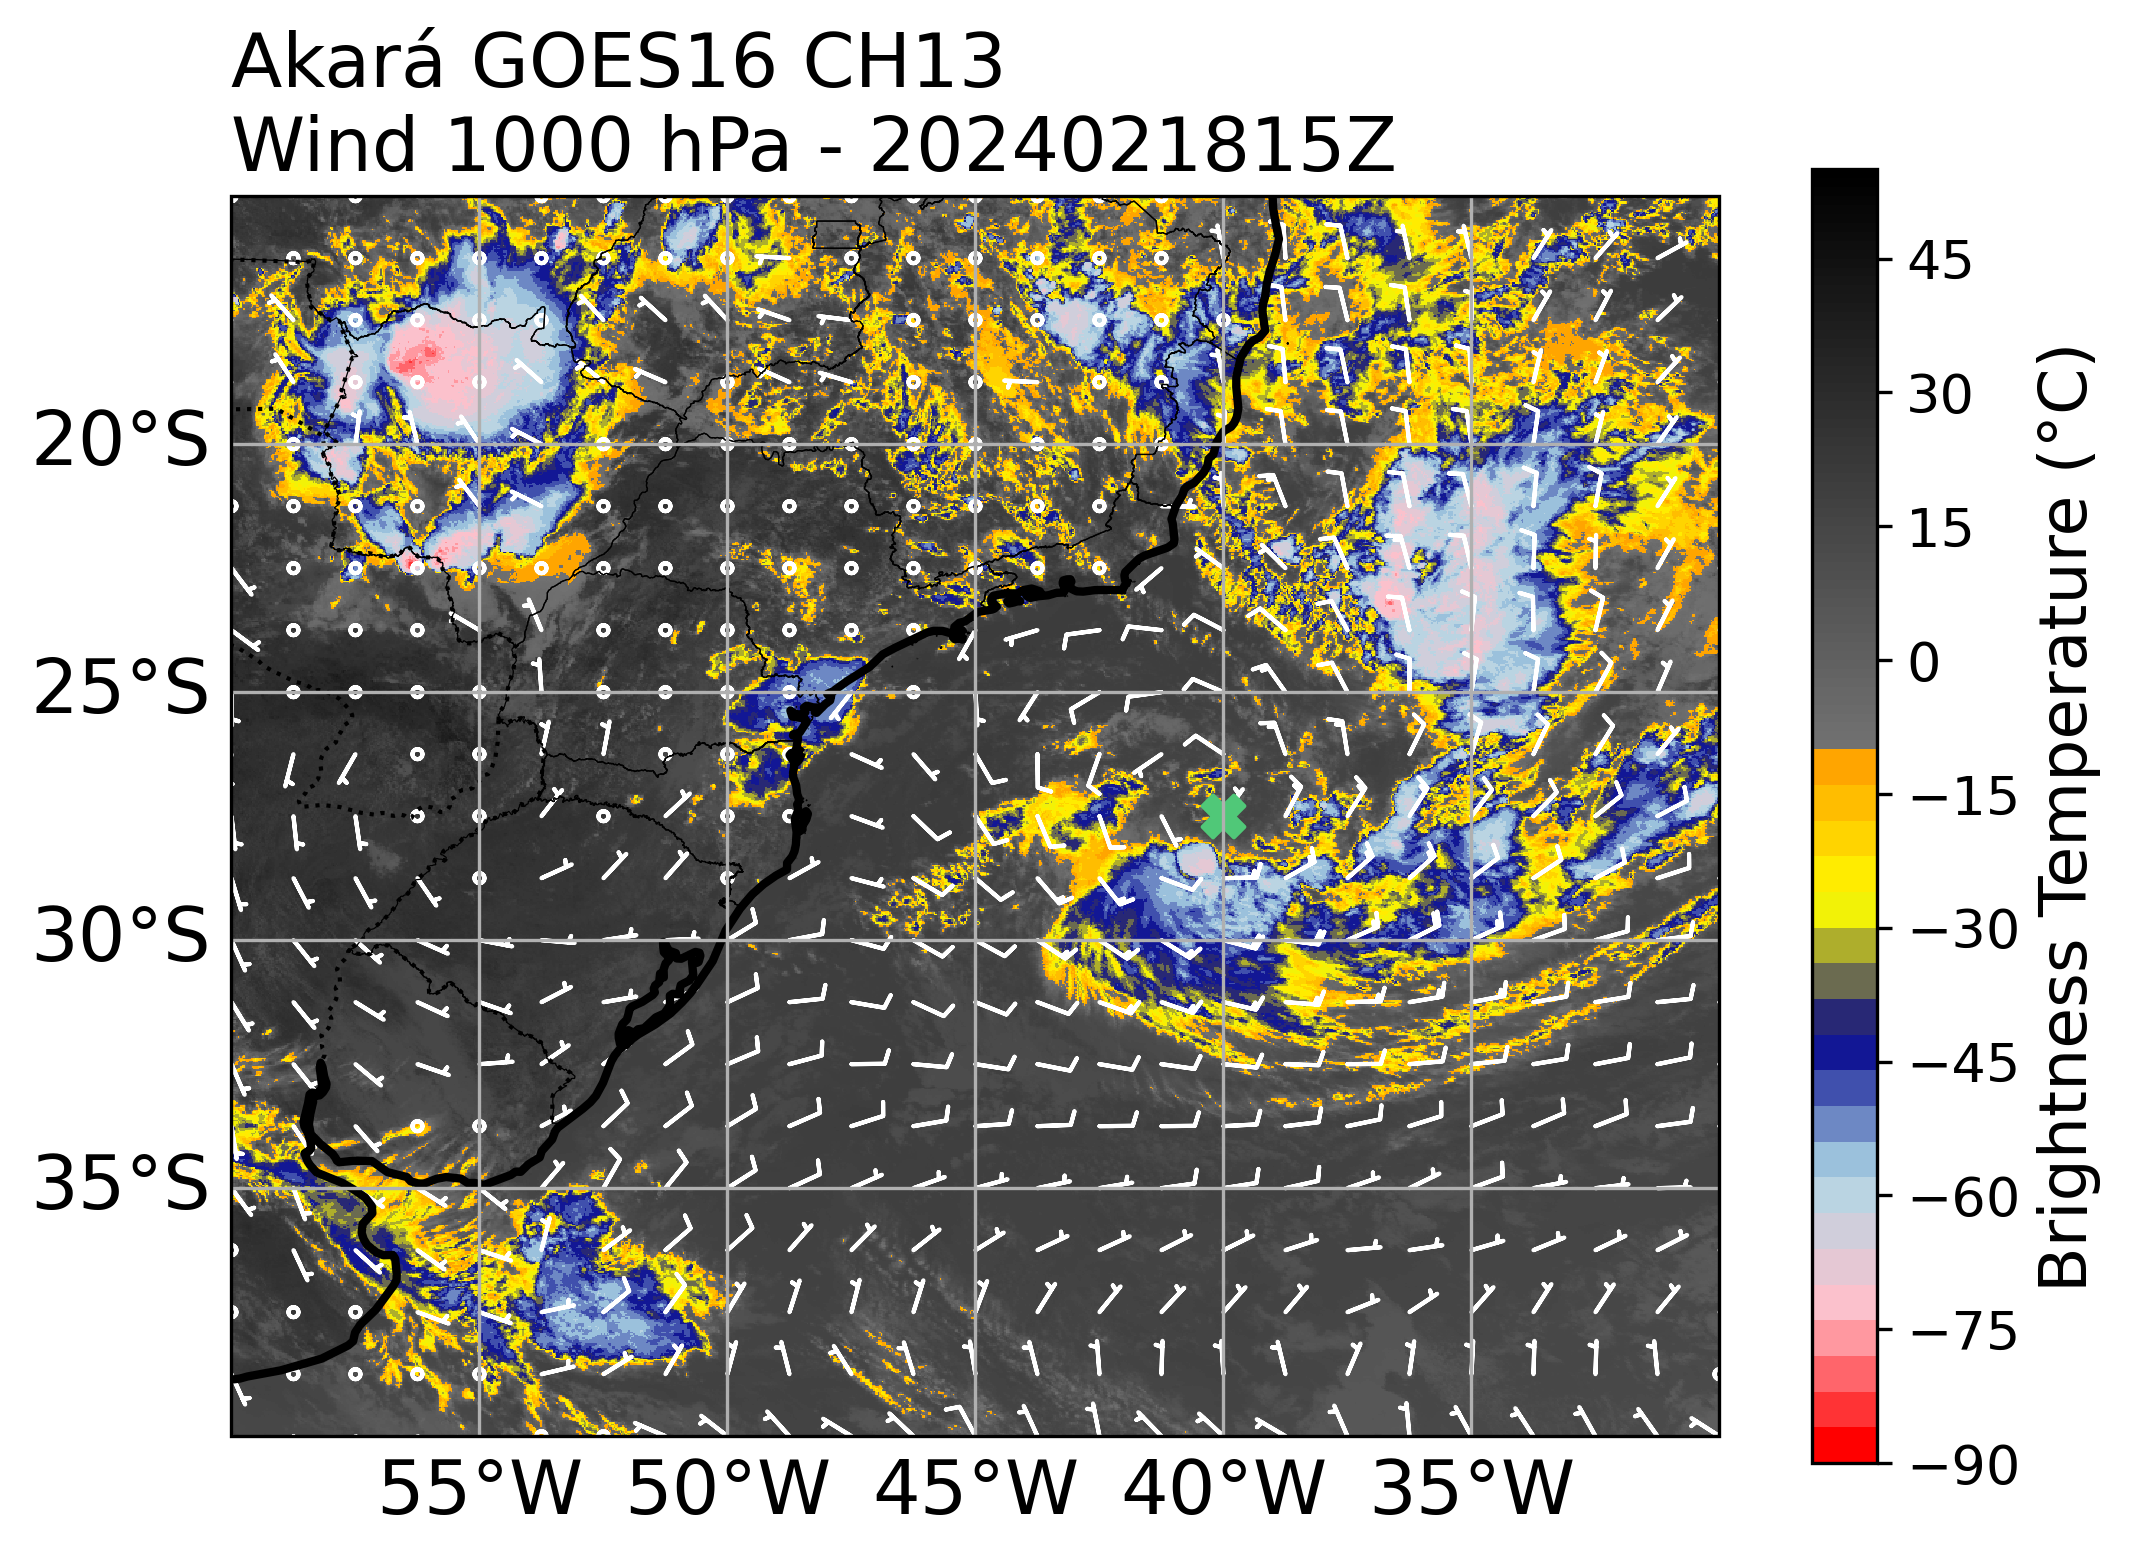 Akará GOES16 CH13
Wind 1000 hPa - 2024021815Z
20°S
25°S
30°S
35°S
55°W
50°W
45°W
40°W
35°W
45
30
15
0
−15
−30
−45
−60
−75
−90
Brightness Temperature (°C)